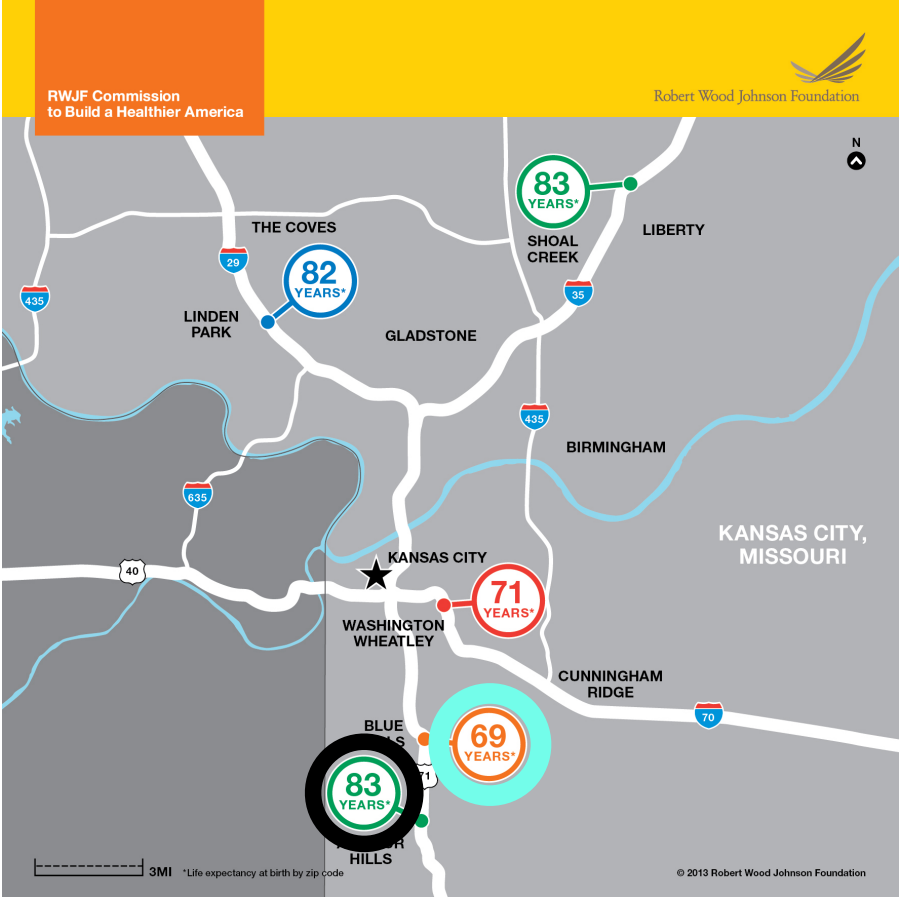 RWJF Commission
to Build a Healthier America
Robert Wood Johnson Foundation
N
83
YEARS*
LIBERTY
THE COVES
SHOAL
CREEK
29
82
YEARS*
435
35
LINDEN
PARK
GLADSTONE
435
BIRMINGHAM
635
KANSAS CITY,
MISSOURI
KANSAS CITY
40
71
YEARS*
WASHINGTON
WHEATLEY
CUNNINGHAM
RIDGE
70
BLUE
69
YEARS*
71
83
YEARS*
HILLS
3MI
*Life expectancy at birth by zip code
© 2013 Robert Wood Johnson Foundation